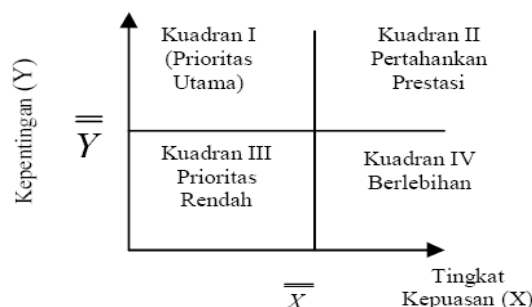 Kepentingan (Y)
Y
Kuadran I
(Prioritas
Utama)
Kuadran II
Pertahankan
Prestasi
Kuadran III
Prioritas
Rendah
Kuadran IV
Berlebihan
X
Tingkat
Kepuasan (X)